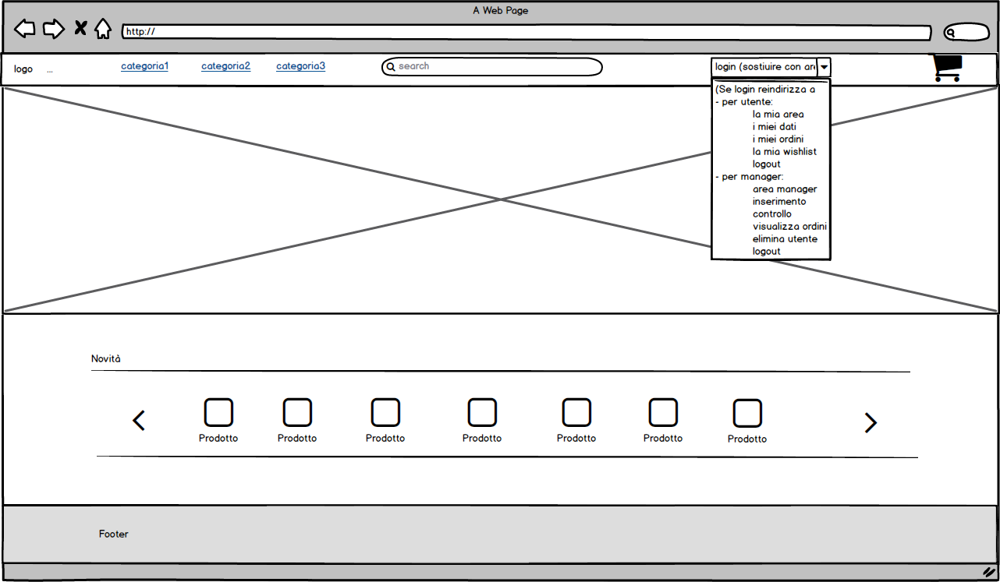 A Web Page
http://
logo ... categoria1 categoria2 categoria3 search login (sostiuire con are
(Se login reindirizza a
- per utente:
la mia area
i miei dati
i miei ordini
la mia wishlist
logout
- per manager:
area manager
inserimento
controllo
visualizza ordini
elimina utente
logout
Novità
Prodotto Prodotto Prodotto Prodotto Prodotto Prodotto Prodotto
Footer